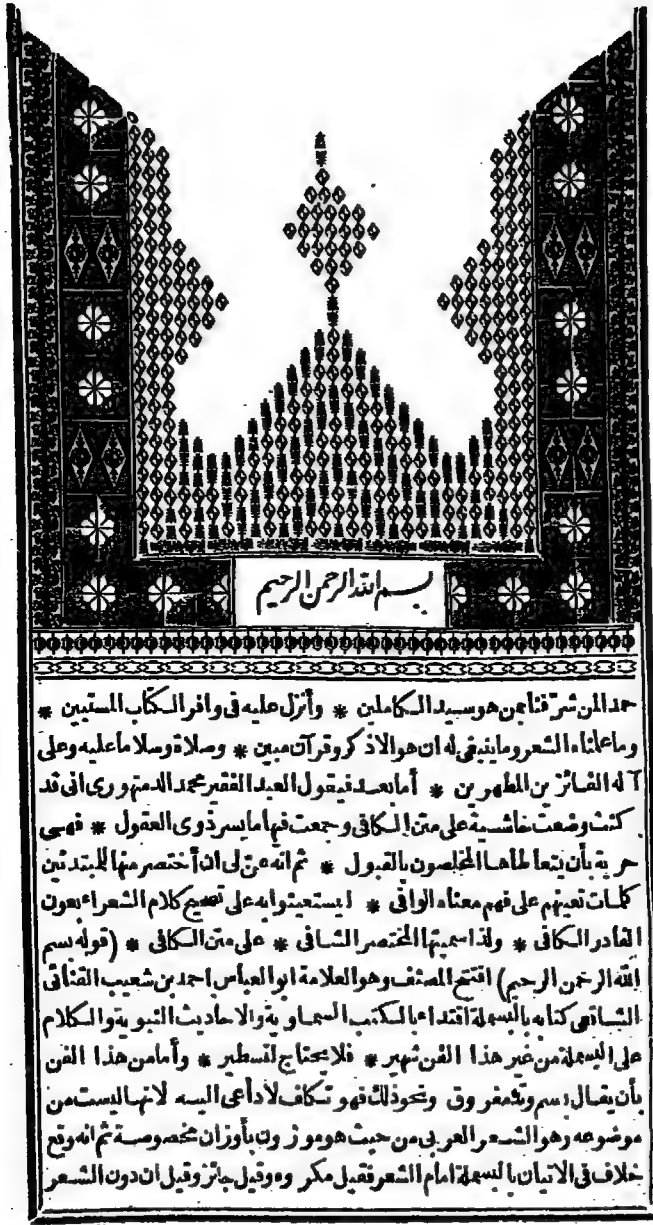 بسم الله الرحمن الرحيم
حمدا لمن شرّفنا بمن هو سيد الكاملين * وأنزل عليه في وافر الكتاب المستبين *
وما علمناه الشعر وما ينبغي له ان هو الا ذكر وقرآن مبين * وصلاة وسلاما عليه وعلى
آله الفائزين المطهرين * أما بعد فيقول العبد الفقير محمد الدمنهوري اني قد
كنت وضعت حاشية على متن الكافي وجمعت فيها ما يسر ذوي العقول * فهي
حرية بأن يتعاطاها المخلصون بالقبول * ثم انه عنّ لي ان أختصر منها للمبتدئين
كلمات تعينهم على فهم معناه الوافي * ليستعينوا به على تصحيح كلام الشعراء بعون
القادر الكافي * ولذا سميتها المختصر الشافي * على متن الكافي * (قوله بسم
الله الرحمن الرحيم) افتتح المصنف وهو العلامة ابو العباس احمد بن شعيب القنائي
الشافعي كتابه بالبسملة اقتداء بالكتب السماوية والاحاديث النبوية والكلام
على البسملة من غير هذا الفن شهير * فلا يحتاج لتسطير * وأما من هذا الفن
بأن يقال بسم وتد مفروق ونحو ذلك فهو تكلف لا داعي اليه لانها ليست من
موضوعه وهو الشعر العربي من حيث هو موزون بأوزان مخصوصة ثم انه وقع
خلاف في الاتيان بالبسملة امام الشعر فقيل مكروه وقيل جائز وقيل ان دون الشعر